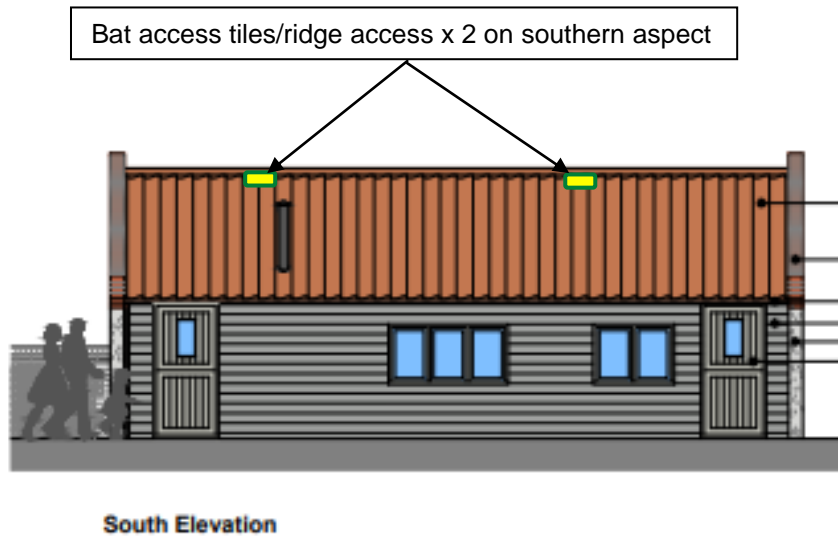 Bat access tiles/ridge access x 2 on southern aspect
South Elevation